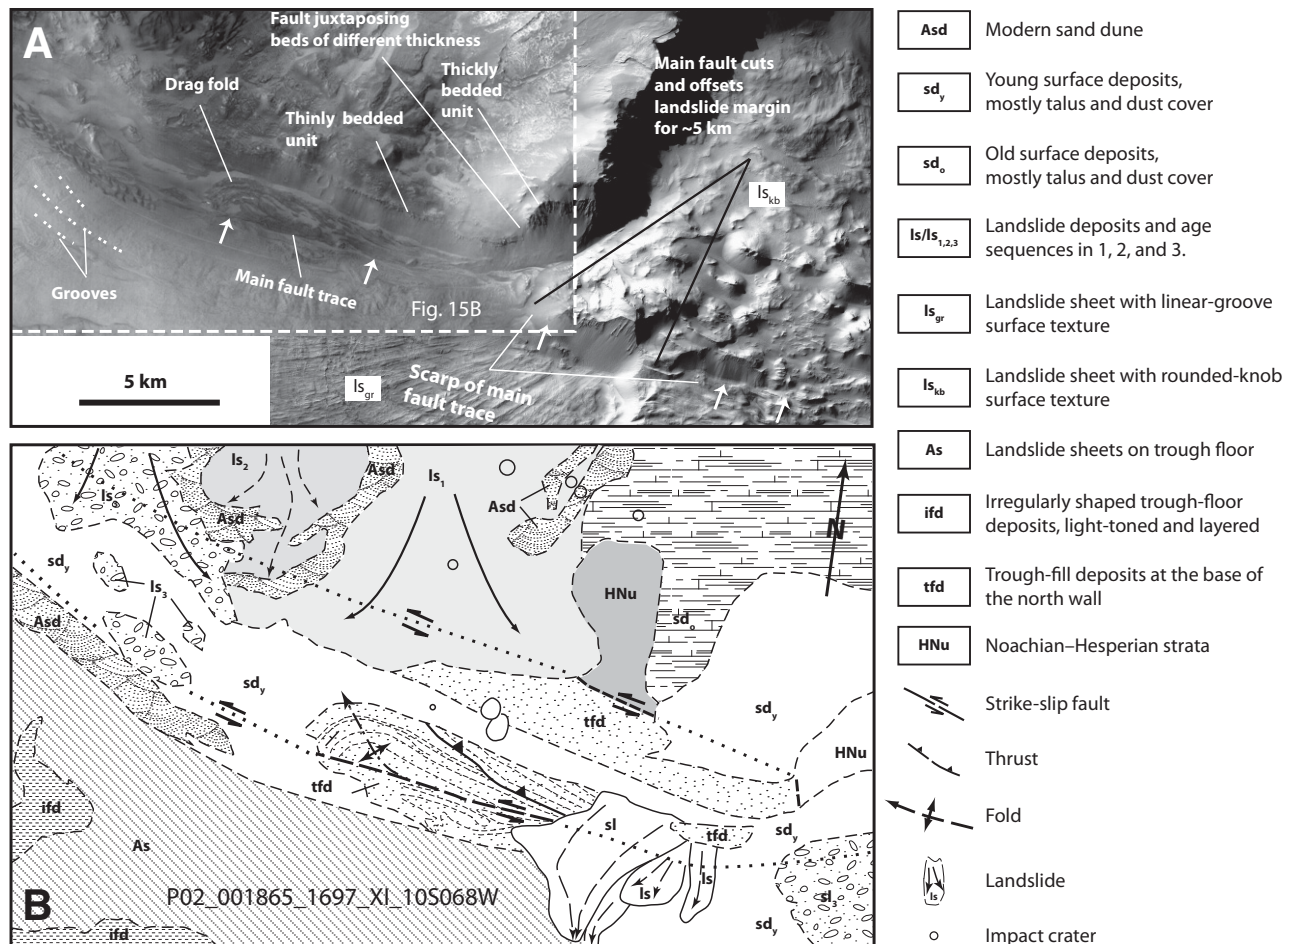 A
Fault juxtaposing
beds of different thickness
Drag fold
Thickly
bedded
unit
Thinly bedded
unit
Main fault cuts
and offsets
landslide margin
for ~5 km
ls_kb
Grooves
Main fault trace
Fig. 15B
5 km
ls_gr
Scarp of main
fault trace
ls_2
Asd
ls_1
Asd
Asd
N
sd_y
ls_3
HNu
sd_o
Asd
sd_y
tfd
sd_y
HNu
tfd
ifd
sl
tfd
sd_y
As
ls
ls
sl_3
B
P02_001865_1697_XI_10S068W
sd_y
ifd
Asd
Modern sand dune
sd_y
Young surface deposits,
mostly talus and dust cover
sd_o
Old surface deposits,
mostly talus and dust cover
ls/ls_1,2,3
Landslide deposits and age
sequences in 1, 2, and 3.
ls_gr
Landslide sheet with linear-groove
surface texture
ls_kb
Landslide sheet with rounded-knob
surface texture
As
Landslide sheets on trough floor
ifd
Irregularly shaped trough-floor
deposits, light-toned and layered
tfd
Trough-fill deposits at the base of
the north wall
HNu
Noachian–Hesperian strata
Strike-slip fault
Thrust
Fold
ls
Landslide
Impact crater